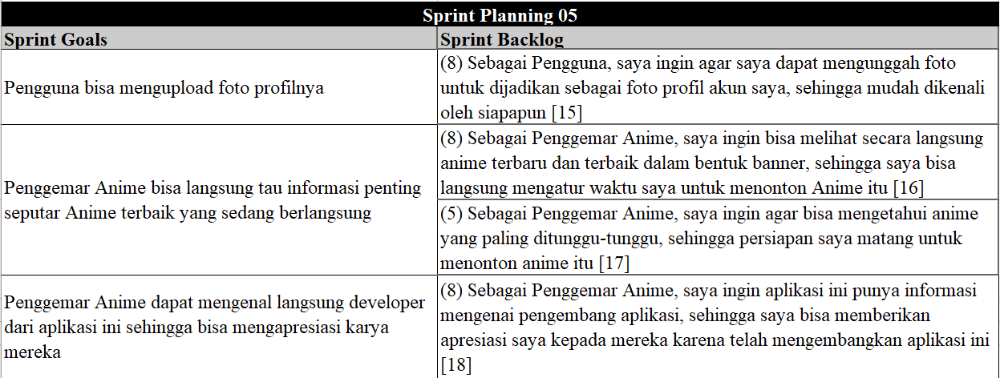 Sprint Planning 05
Sprint Goals
Sprint Backlog
Pengguna bisa mengupload foto profilnya
(8) Sebagai Pengguna, saya ingin agar saya dapat mengunggah foto
untuk dijadikan sebagai foto profil akun saya, sehingga mudah dikenali
oleh siapapun [15]
Penggemar Anime bisa langsung tau informasi penting
seputar Anime terbaik yang sedang berlangsung
(8) Sebagai Penggemar Anime, saya ingin bisa melihat secara langsung
anime terbaru dan terbaik dalam bentuk banner, sehingga saya bisa
langsung mengatur waktu saya untuk menonton Anime itu [16]
(5) Sebagai Penggemar Anime, saya ingin agar bisa mengetahui anime
yang paling ditunggu-tunggu, sehingga persiapan saya matang untuk
menonton anime itu [17]
Penggemar Anime dapat mengenal langsung developer
dari aplikasi ini sehingga bisa mengapresiasi karya
mereka
(8) Sebagai Penggemar Anime, saya ingin aplikasi ini punya informasi
mengenai pengembang aplikasi, sehingga saya bisa memberikan
apresiasi saya kepada mereka karena telah mengembangkan aplikasi ini
[18]